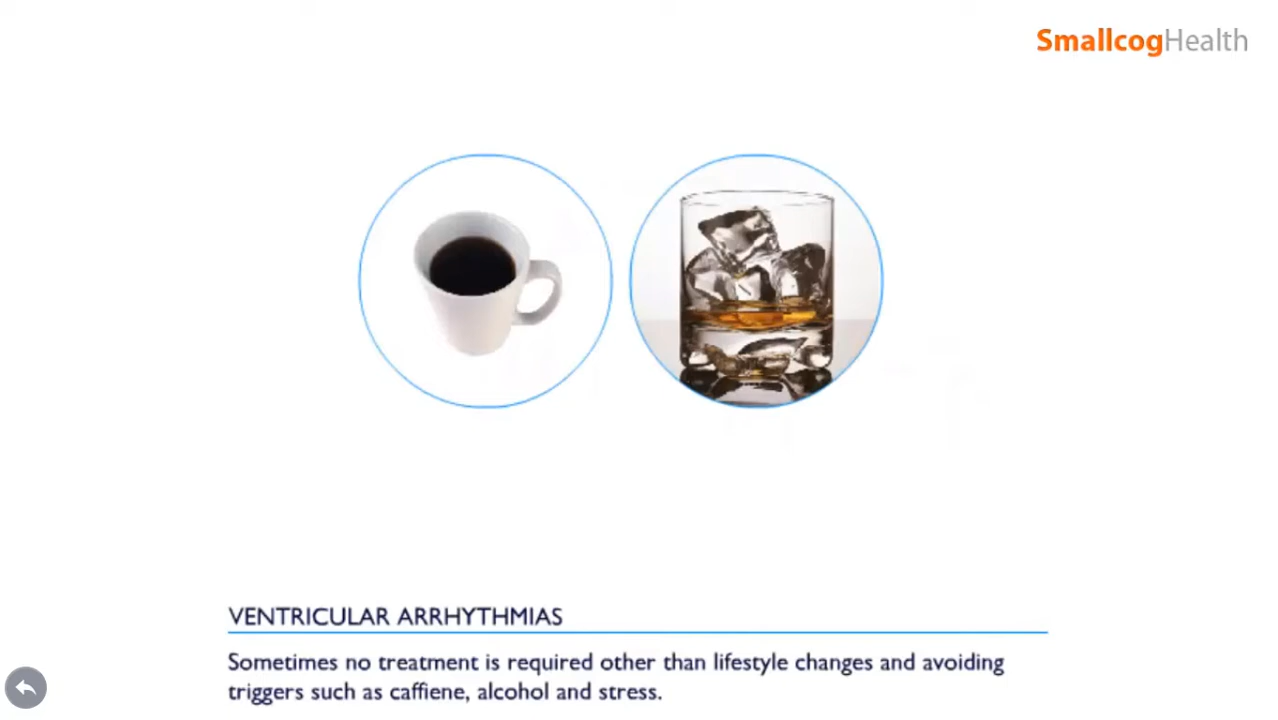 SmallcogHealth
VENTRICULAR ARRHYTHMIAS
Sometimes no treatment is required other than lifestyle changes and avoiding
triggers such as caffiene, alcohol and stress.